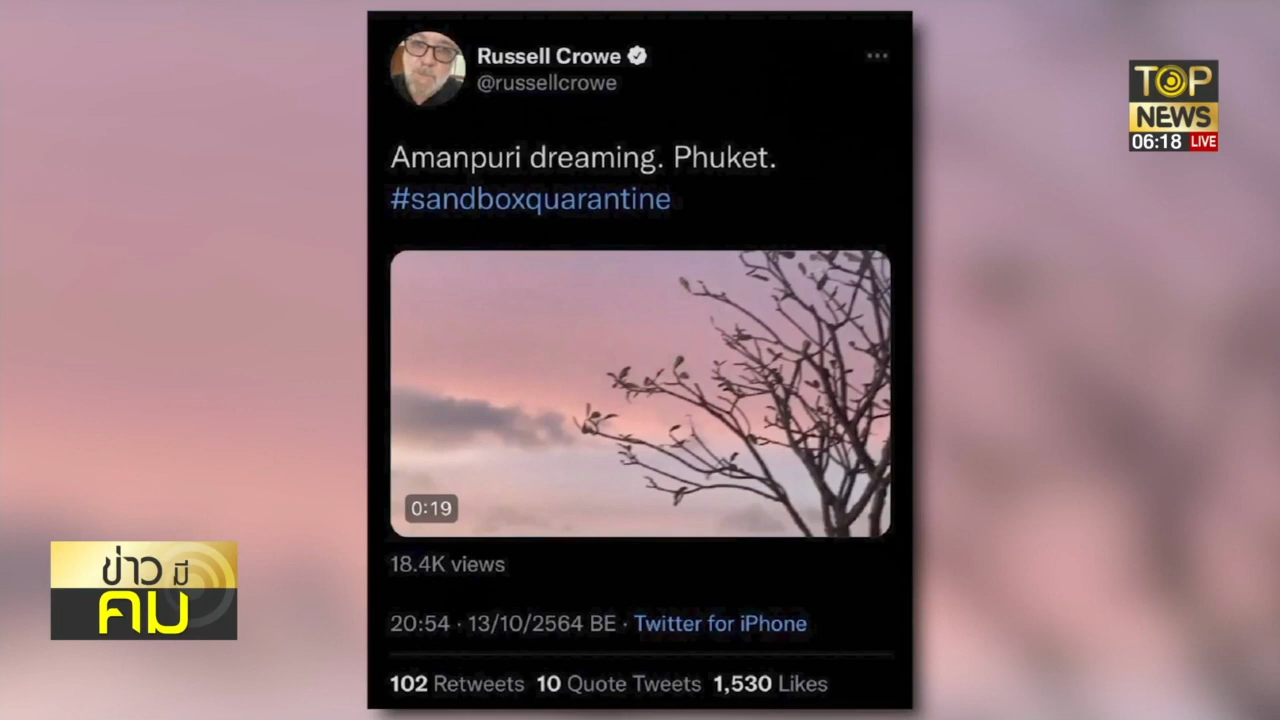 Russell Crowe
@russellcrowe
Amanpuri dreaming. Phuket.
#sandboxquarantine
0:19
18.4K views
20:54 · 13/10/2564 BE · Twitter for iPhone
102 Retweets 10 Quote Tweets 1,530 Likes
TOP
NEWS
06:18 LIVE
ข่าว มี
คม